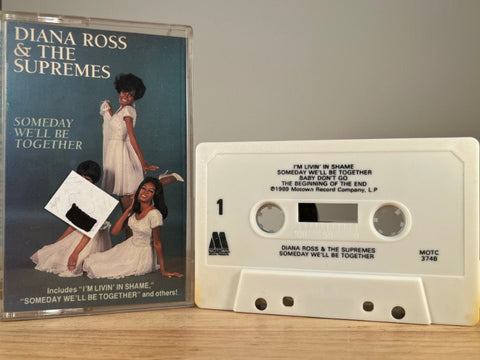 DIANA ROSS
& THE
SUPREMES
SOMEDAY
WE'LL BE
TOGETHER
Includes "I'M LIVIN' IN SHAME,"
"SOMEDAY WE'LL BE TOGETHER" and others!
I'M LIVIN' IN SHAME
SOMEDAY WE'LL BE TOGETHER
BABY DON'T GO
THE BEGINNING OF THE END
℗1989 Motown Record Company, L.P
1
DIANA ROSS & THE SUPREMES
SOMEDAY WE'LL BE TOGETHER
MOTC
3746